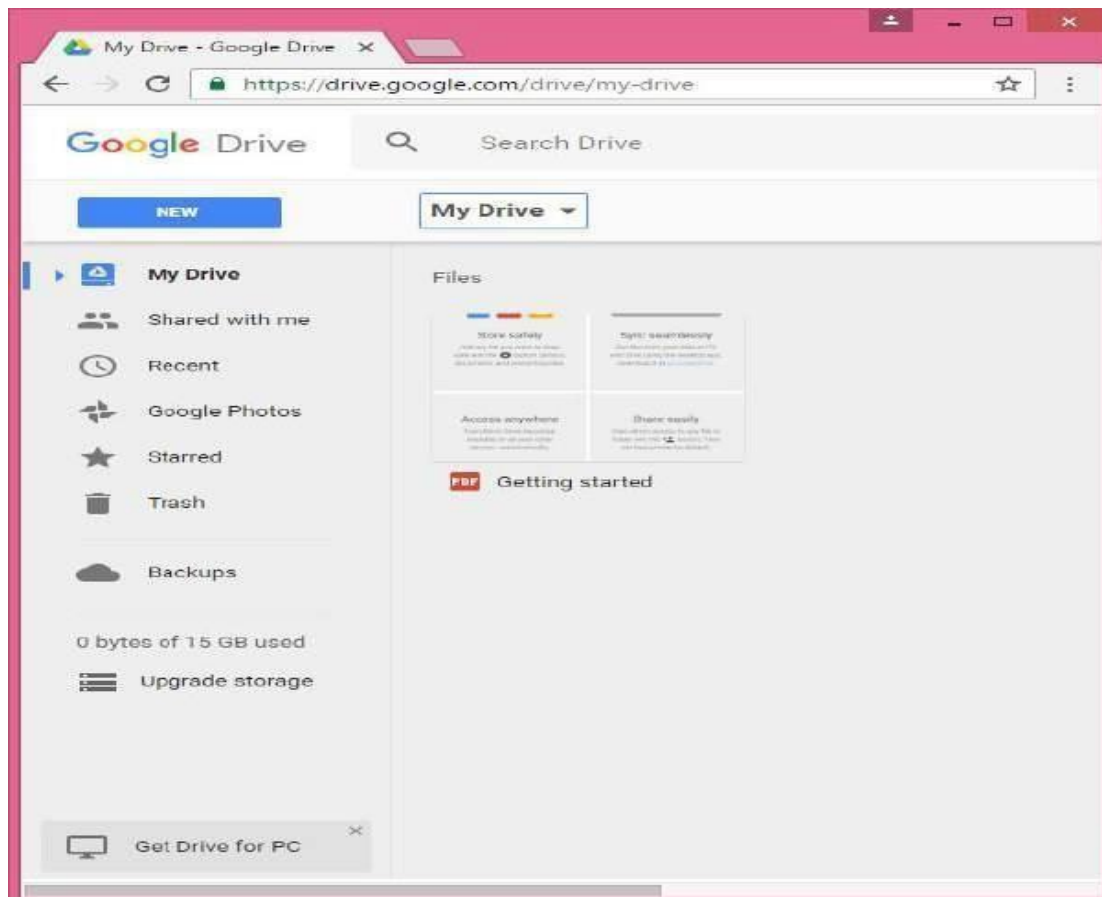 My Drive - Google Drive
https://drive.google.com/drive/my-drive
Google Drive
Search Drive
NEW
My Drive
My Drive
Shared with me
Recent
Google Photos
Starred
Trash
Backups
0 bytes of 15 GB used
Upgrade storage
Get Drive for PC
Files
Store safely
Sync seamlessly
Access anywhere
Share easily
PDF Getting started